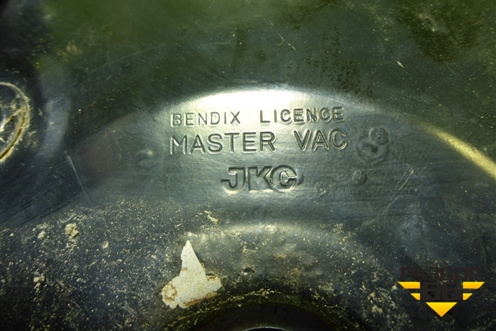 BENDIX LICENCE
MASTER VAC
JKC